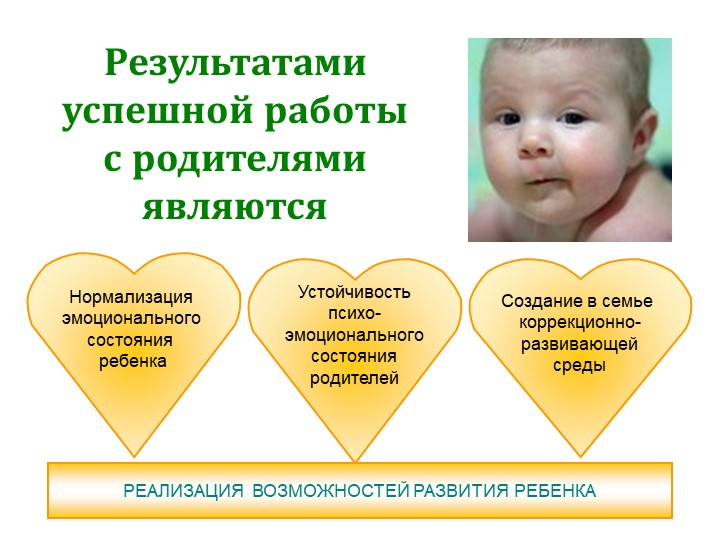 Результатами
успешной работы
с родителями
являются
Нормализация
эмоционального
состояния
ребенка
Устойчивость
психо-
эмоционального
состояния
родителей
Создание в семье
коррекционно-
развивающей
среды
РЕАЛИЗАЦИЯ ВОЗМОЖНОСТЕЙ РАЗВИТИЯ РЕБЕНКА